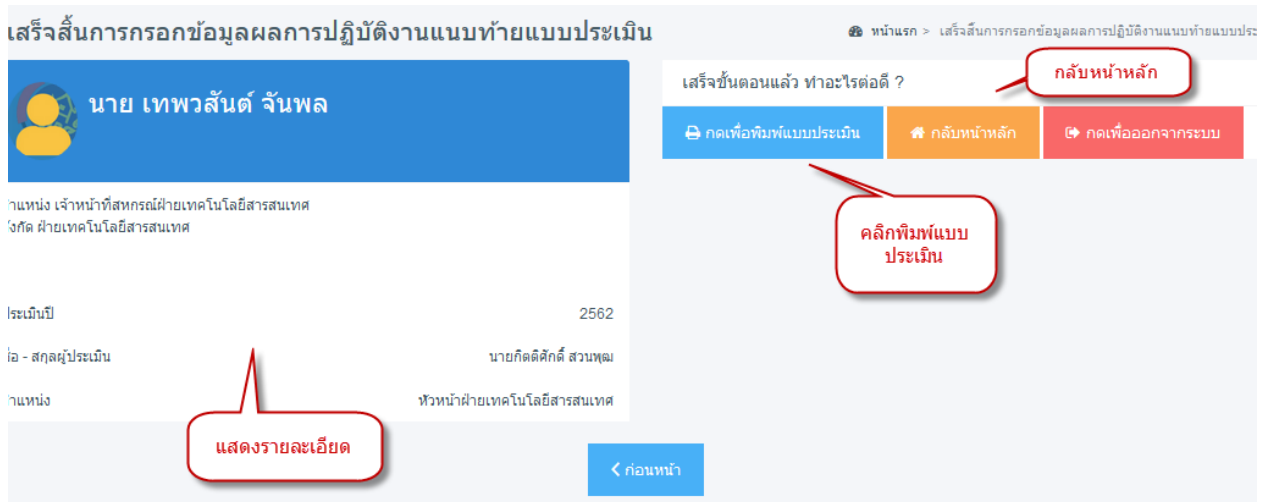 เสร็จสิ้นการกรอกข้อมูลผลการปฏิบัติงานแนบท้ายแบบประเมิน
หน้าแรก > เสร็จสิ้นการกรอกข้อมูลผลการปฏิบัติงานแนบท้ายแบบประ
นาย เทพวสันต์ จันพล
เสร็จขั้นตอนแล้ว ทำอะไรต่อดี ?
กลับหน้าหลัก
กดเพื่อพิมพ์แบบประเมิน
กลับหน้าหลัก
กดเพื่อออกจากระบบ
ตำแหน่ง เจ้าหน้าที่สหกรณ์ฝ่ายเทคโนโลยีสารสนเทศ
สังกัด ฝ่ายเทคโนโลยีสารสนเทศ
คลิกพิมพ์แบบ
ประเมิน
ประเมินปี 2562
ชื่อ - สกุลผู้ประเมิน นายกิตติศักดิ์ สวนพุฒ
ตำแหน่ง หัวหน้าฝ่ายเทคโนโลยีสารสนเทศ
แสดงรายละเอียด
ก่อนหน้า